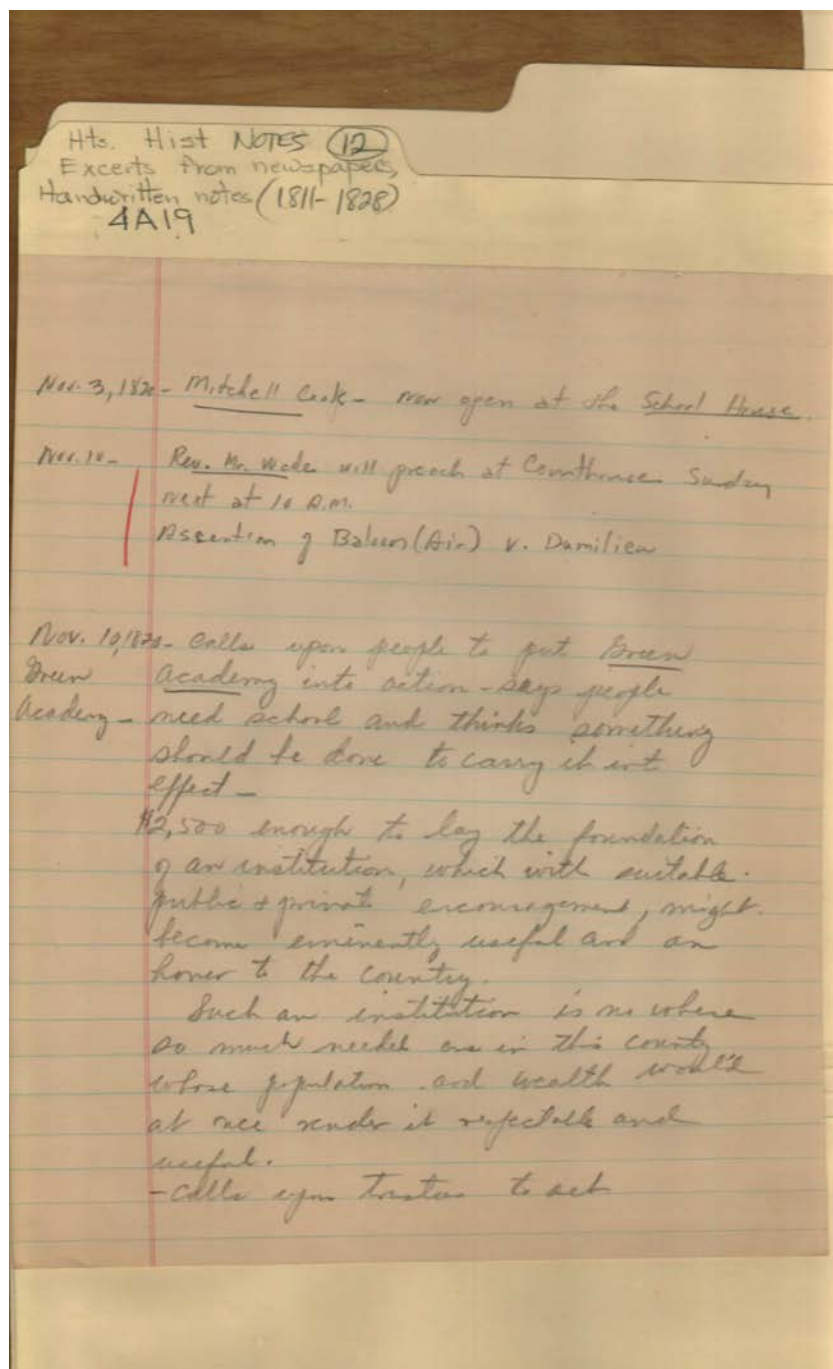 Hts. Hist NOTES (12)
Excerts from newspapers,
Handwritten notes (1811-1828)
4A19
Nov. 3, 1820 - Mitchell Cook - now open at the School House.
Nov. 10 - Rev. Mr. Wade will preach at Courthouse Sunday
next at 10 A.M.
Ascention of Baloon (Air) v. Dumilieu
Nov. 10, 1820 - Calls upon people to put Green
Green Academy into action - says people
Academy - need school and thinks something
should be done to carry it int
effect -
$2,500 enough to lay the foundation
of an institution, which with suitable
public + private encouragement, might
become eminently useful and an
honer to the country.
Such an institution is no where
so much needed as in this county
whose population and wealth would
at once render it respectable and
useful.
- Calls upon trustees to act